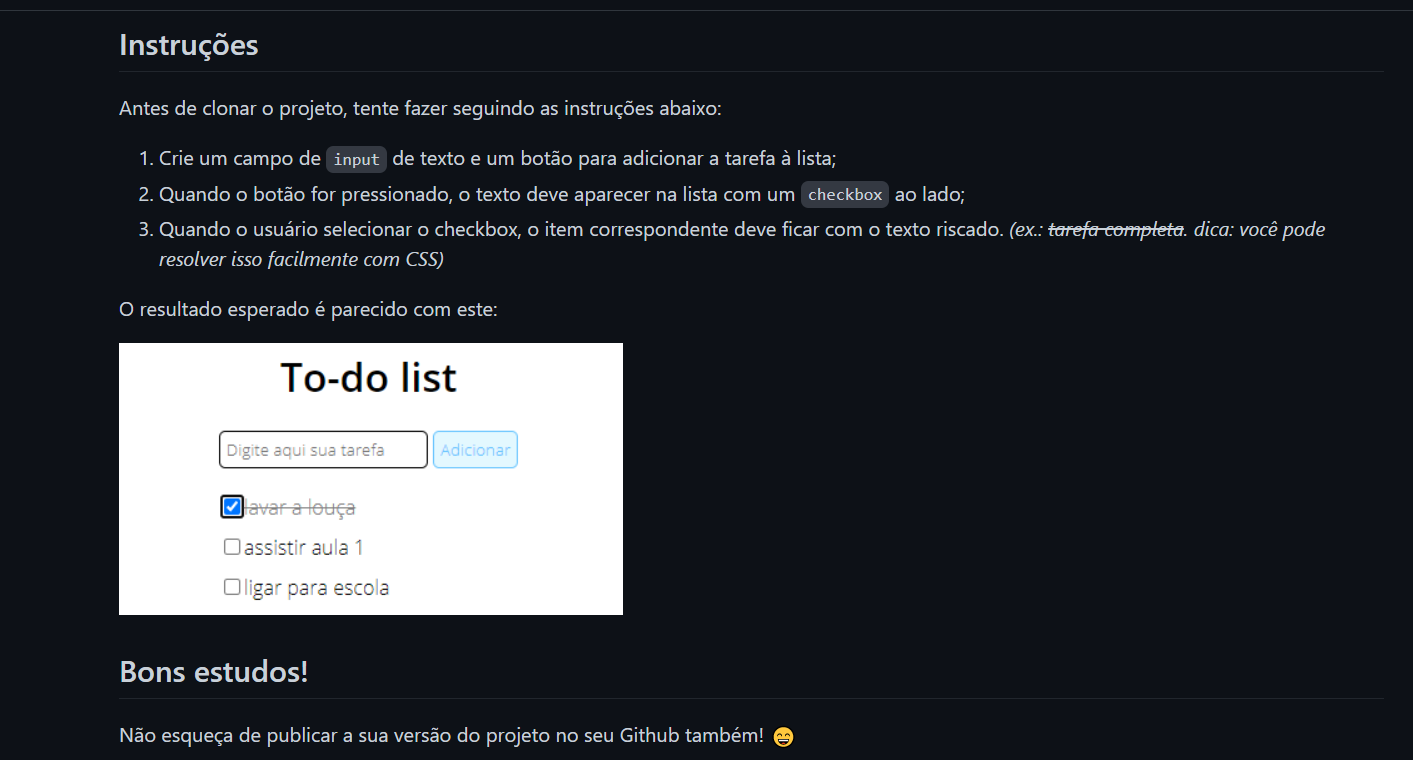 Instruções
Antes de clonar o projeto, tente fazer seguindo as instruções abaixo:
1. Crie um campo de input de texto e um botão para adicionar a tarefa à lista;
2. Quando o botão for pressionado, o texto deve aparecer na lista com um checkbox ao lado;
3. Quando o usuário selecionar o checkbox, o item correspondente deve ficar com o texto riscado. (ex.: tarefa completa. dica: você pode
resolver isso facilmente com CSS)
O resultado esperado é parecido com este:
To-do list
Digite aqui sua tarefa Adicionar
lavar a louça
assistir aula 1
ligar para escola
Bons estudos!
Não esqueça de publicar a sua versão do projeto no seu Github também! 😄